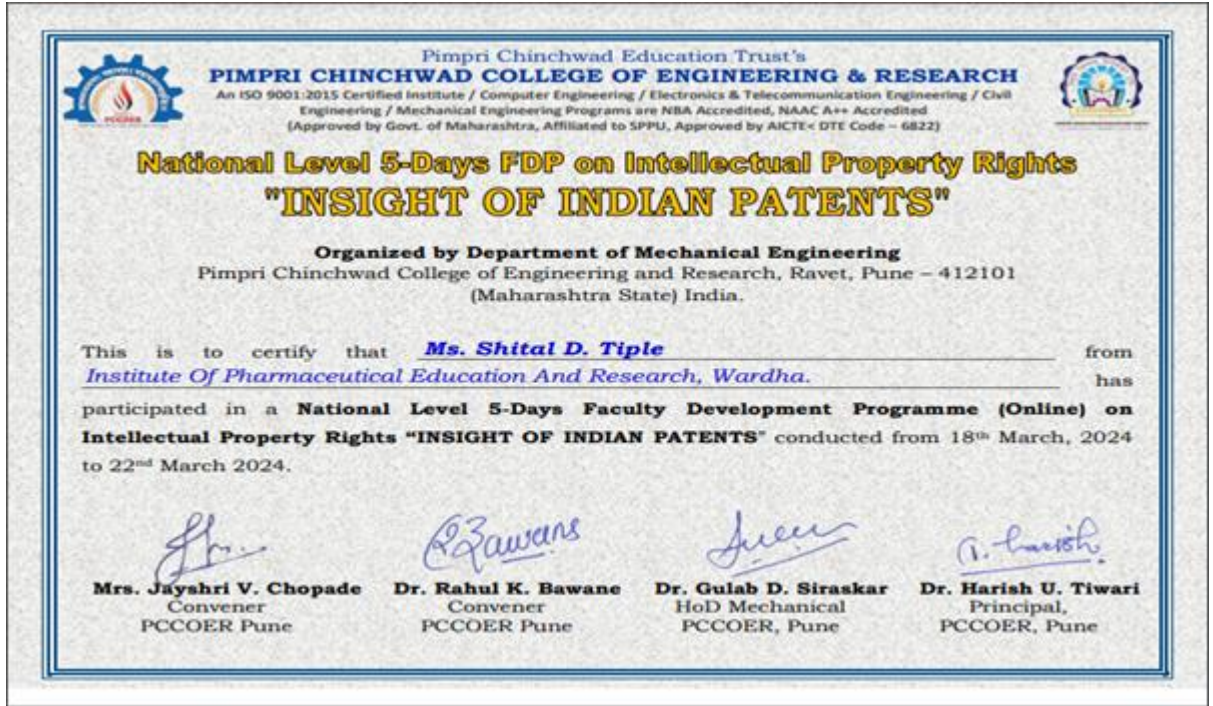 Pimpri Chinchwad Education Trust's
PIMPRI CHINCHWAD COLLEGE OF ENGINEERING & RESEARCH
An ISO 9001:2015 Certified Institute / Computer Engineering / Electronics & Telecommunication Engineering / Civil
Engineering / Mechanical Engineering Programs are NBA Accredited, NAAC A++ Accredited
(Approved by Govt. of Maharashtra, Affiliated to SPPU, Approved by AICTE< DTE Code – 6822)
PCCOER
National Level 5-Days FDP on Intellectual Property Rights
"INSIGHT OF INDIAN PATENTS"
Organized by Department of Mechanical Engineering
Pimpri Chinchwad College of Engineering and Research, Ravet, Pune – 412101
(Maharashtra State) India.
This is to certify that Ms. Shital D. Tiple from
Institute Of Pharmaceutical Education And Research, Wardha. has
participated in a National Level 5-Days Faculty Development Programme (Online) on
Intellectual Property Rights “INSIGHT OF INDIAN PATENTS" conducted from 18th March, 2024
to 22nd March 2024.
Mrs. Jayshri V. Chopade Dr. Rahul K. Bawane Dr. Gulab D. Siraskar Dr. Harish U. Tiwari
Convener Convener HoD Mechanical Principal,
PCCOER Pune PCCOER Pune PCCOER, Pune PCCOER, Pune